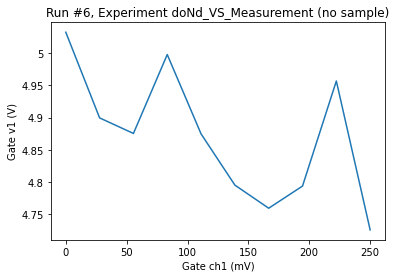 Run #6, Experiment doNd_VS_Measurement (no sample)
5
4.95
4.9
4.85
4.8
4.75
Gate v1 (V)
0 50 100 150 200 250
Gate ch1 (mV)